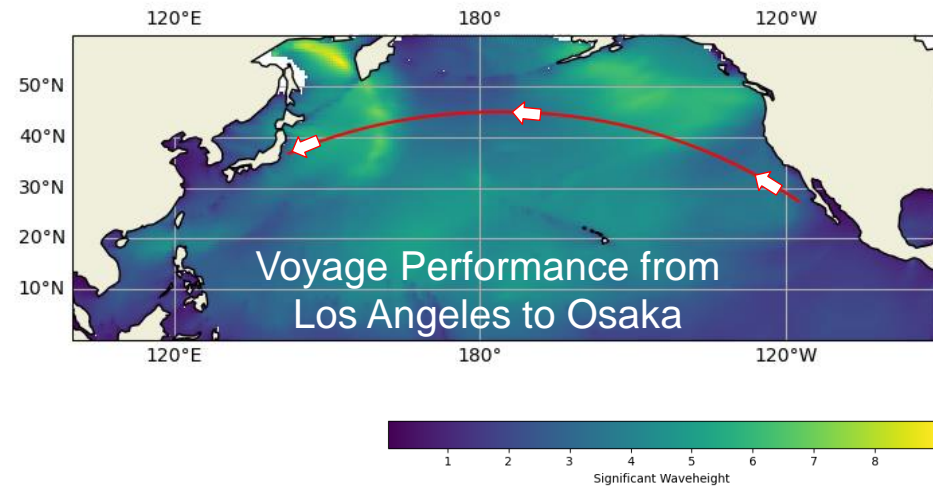 120°E 180° 120°W
50°N
40°N
30°N
20°N
10°N
Voyage Performance from
Los Angeles to Osaka
120°E 180° 120°W
1 2 3 4 5 6 7 8
Significant Waveheight